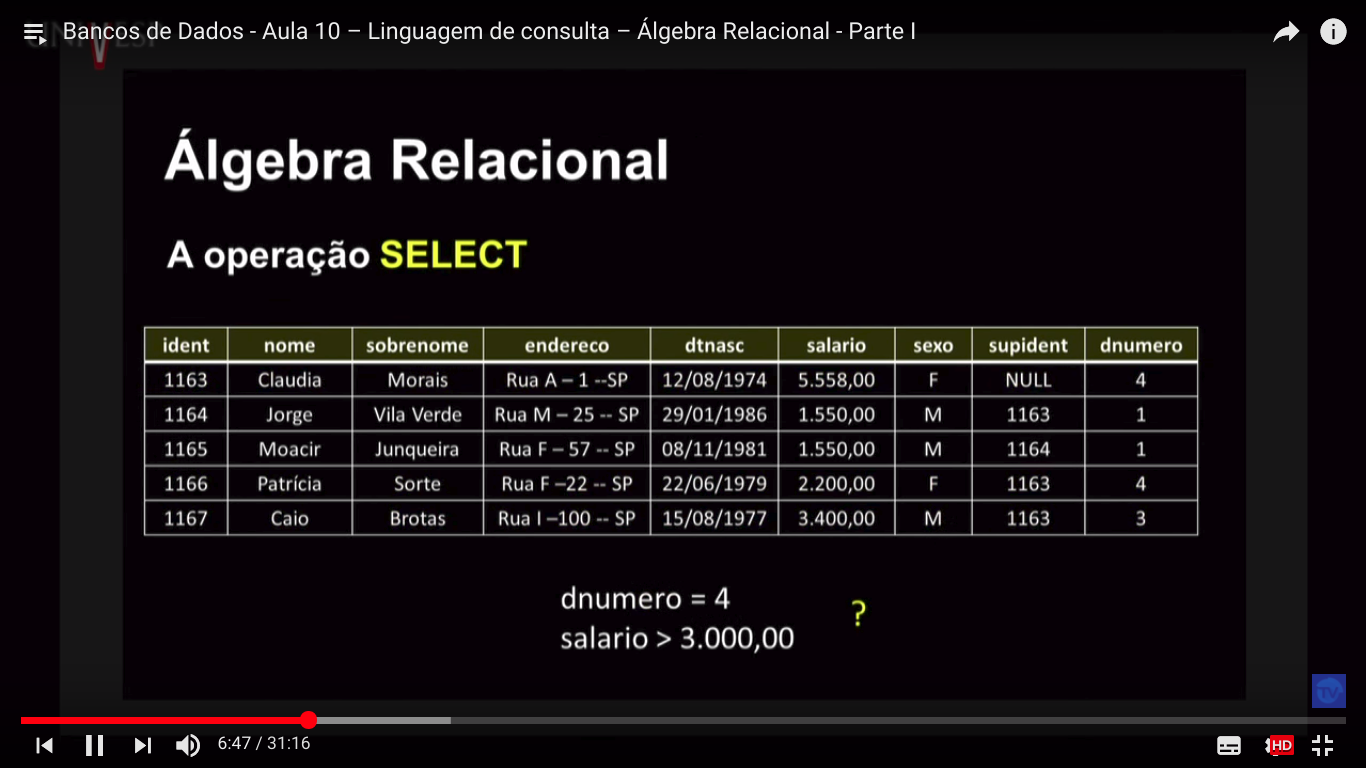 Bancos de Dados - Aula 10 – Linguagem de consulta – Álgebra Relacional - Parte I
Álgebra Relacional
A operação SELECT
ident nome sobrenome endereco dtnasc salario sexo supident dnumero
1163 Claudia Morais Rua A – 1 --SP 12/08/1974 5.558,00 F NULL 4
1164 Jorge Vila Verde Rua M – 25 -- SP 29/01/1986 1.550,00 M 1163 1
1165 Moacir Junqueira Rua F – 57 -- SP 08/11/1981 1.550,00 M 1164 1
1166 Patrícia Sorte Rua F –22 -- SP 22/06/1979 2.200,00 F 1163 4
1167 Caio Brotas Rua I –100 -- SP 15/08/1977 3.400,00 M 1163 3
dnumero = 4
?
salario > 3.000,00
TV
6:47 / 31:16
HD